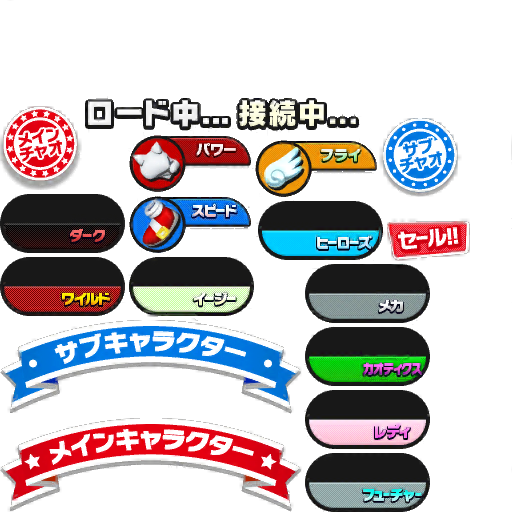 ロード中... 接続中...
メイン
チャオ
パワー
フライ
サブ
チャオ
ダーク
スピード
ヒーローズ
セール!!
ワイルド
イージー
メカ
サブキャラクター
カオティクス
レディ
メインキャラクター
フューチャー